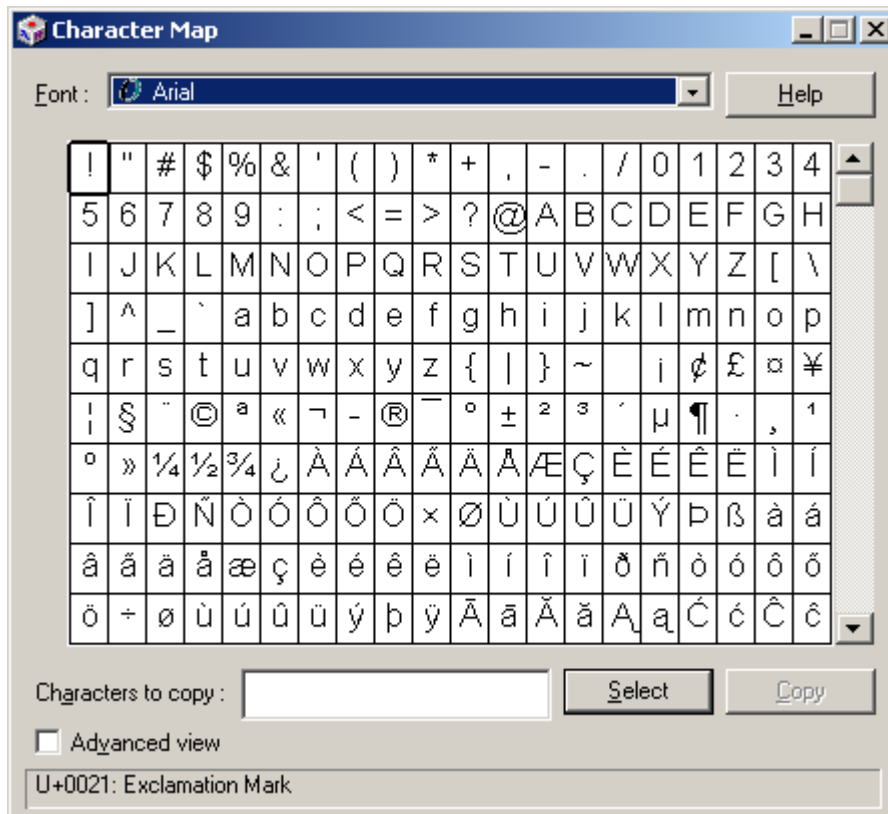 Character Map
Font : Arial Help
! " # $ % & ' ( ) * + , - . / 0 1 2 3 4
5 6 7 8 9 : ; < = > ? @ A B C D E F G H
I J K L M N O P Q R S T U V W X Y Z [ \
] ^ _ ` a b c d e f g h i j k l m n o p
q r s t u v w x y z { | } ~ ¡ ¢ £ ¤ ¥
¦ § ¨ © ª « ¬ - ® ¯ ° ± ² ³ ´ µ ¶ · ¸ ¹
º » ¼ ½ ¾ ¿ À Á Â Ã Ä Å Æ Ç È É Ê Ë Ì Í
Î Ï Ð Ñ Ò Ó Ô Õ Ö × Ø Ù Ú Û Ü Ý Þ ß à á
â ã ä å æ ç è é ê ë ì í î ï ð ñ ò ó ô õ
ö ÷ ø ù ú û ü ý þ ÿ Ā ā Ă ă Ą ą Ć ć Ĉ ĉ
Characters to copy : Select Copy
Advanced view
U+0021: Exclamation Mark